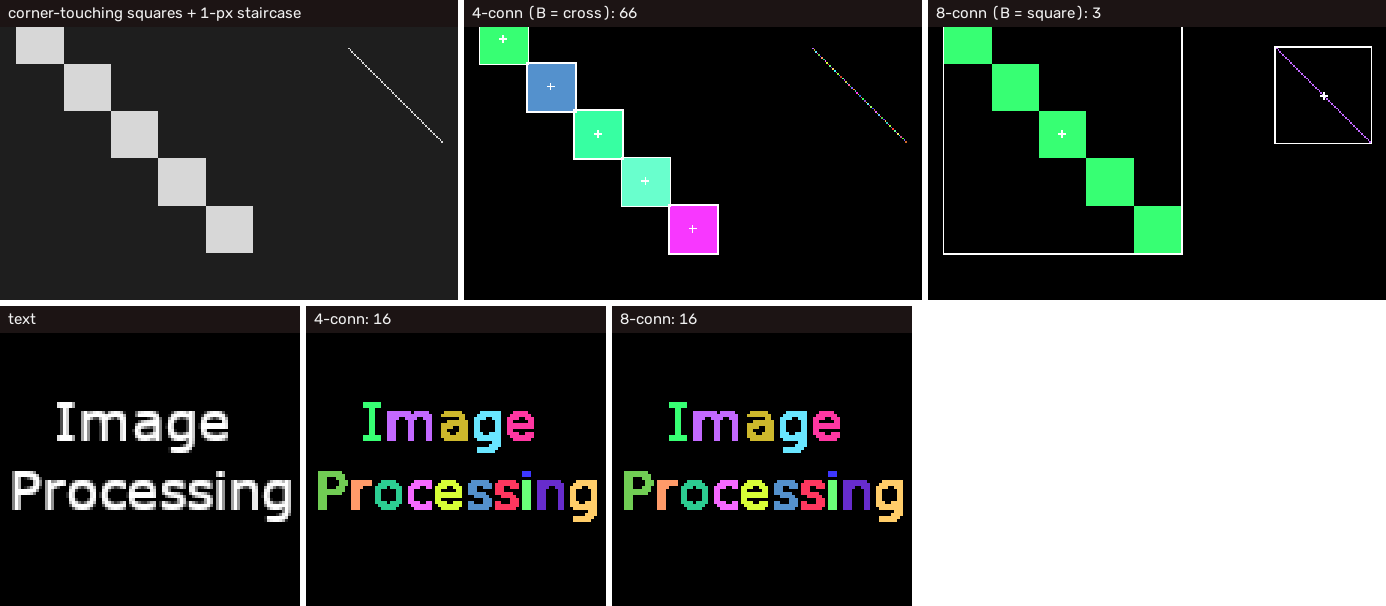 corner-touching squares + 1-px staircase
4-conn (B = cross): 66
8-conn (B = square): 3
text
4-conn: 16
8-conn: 16
Image
Processing
Image
Processing
Image
Processing